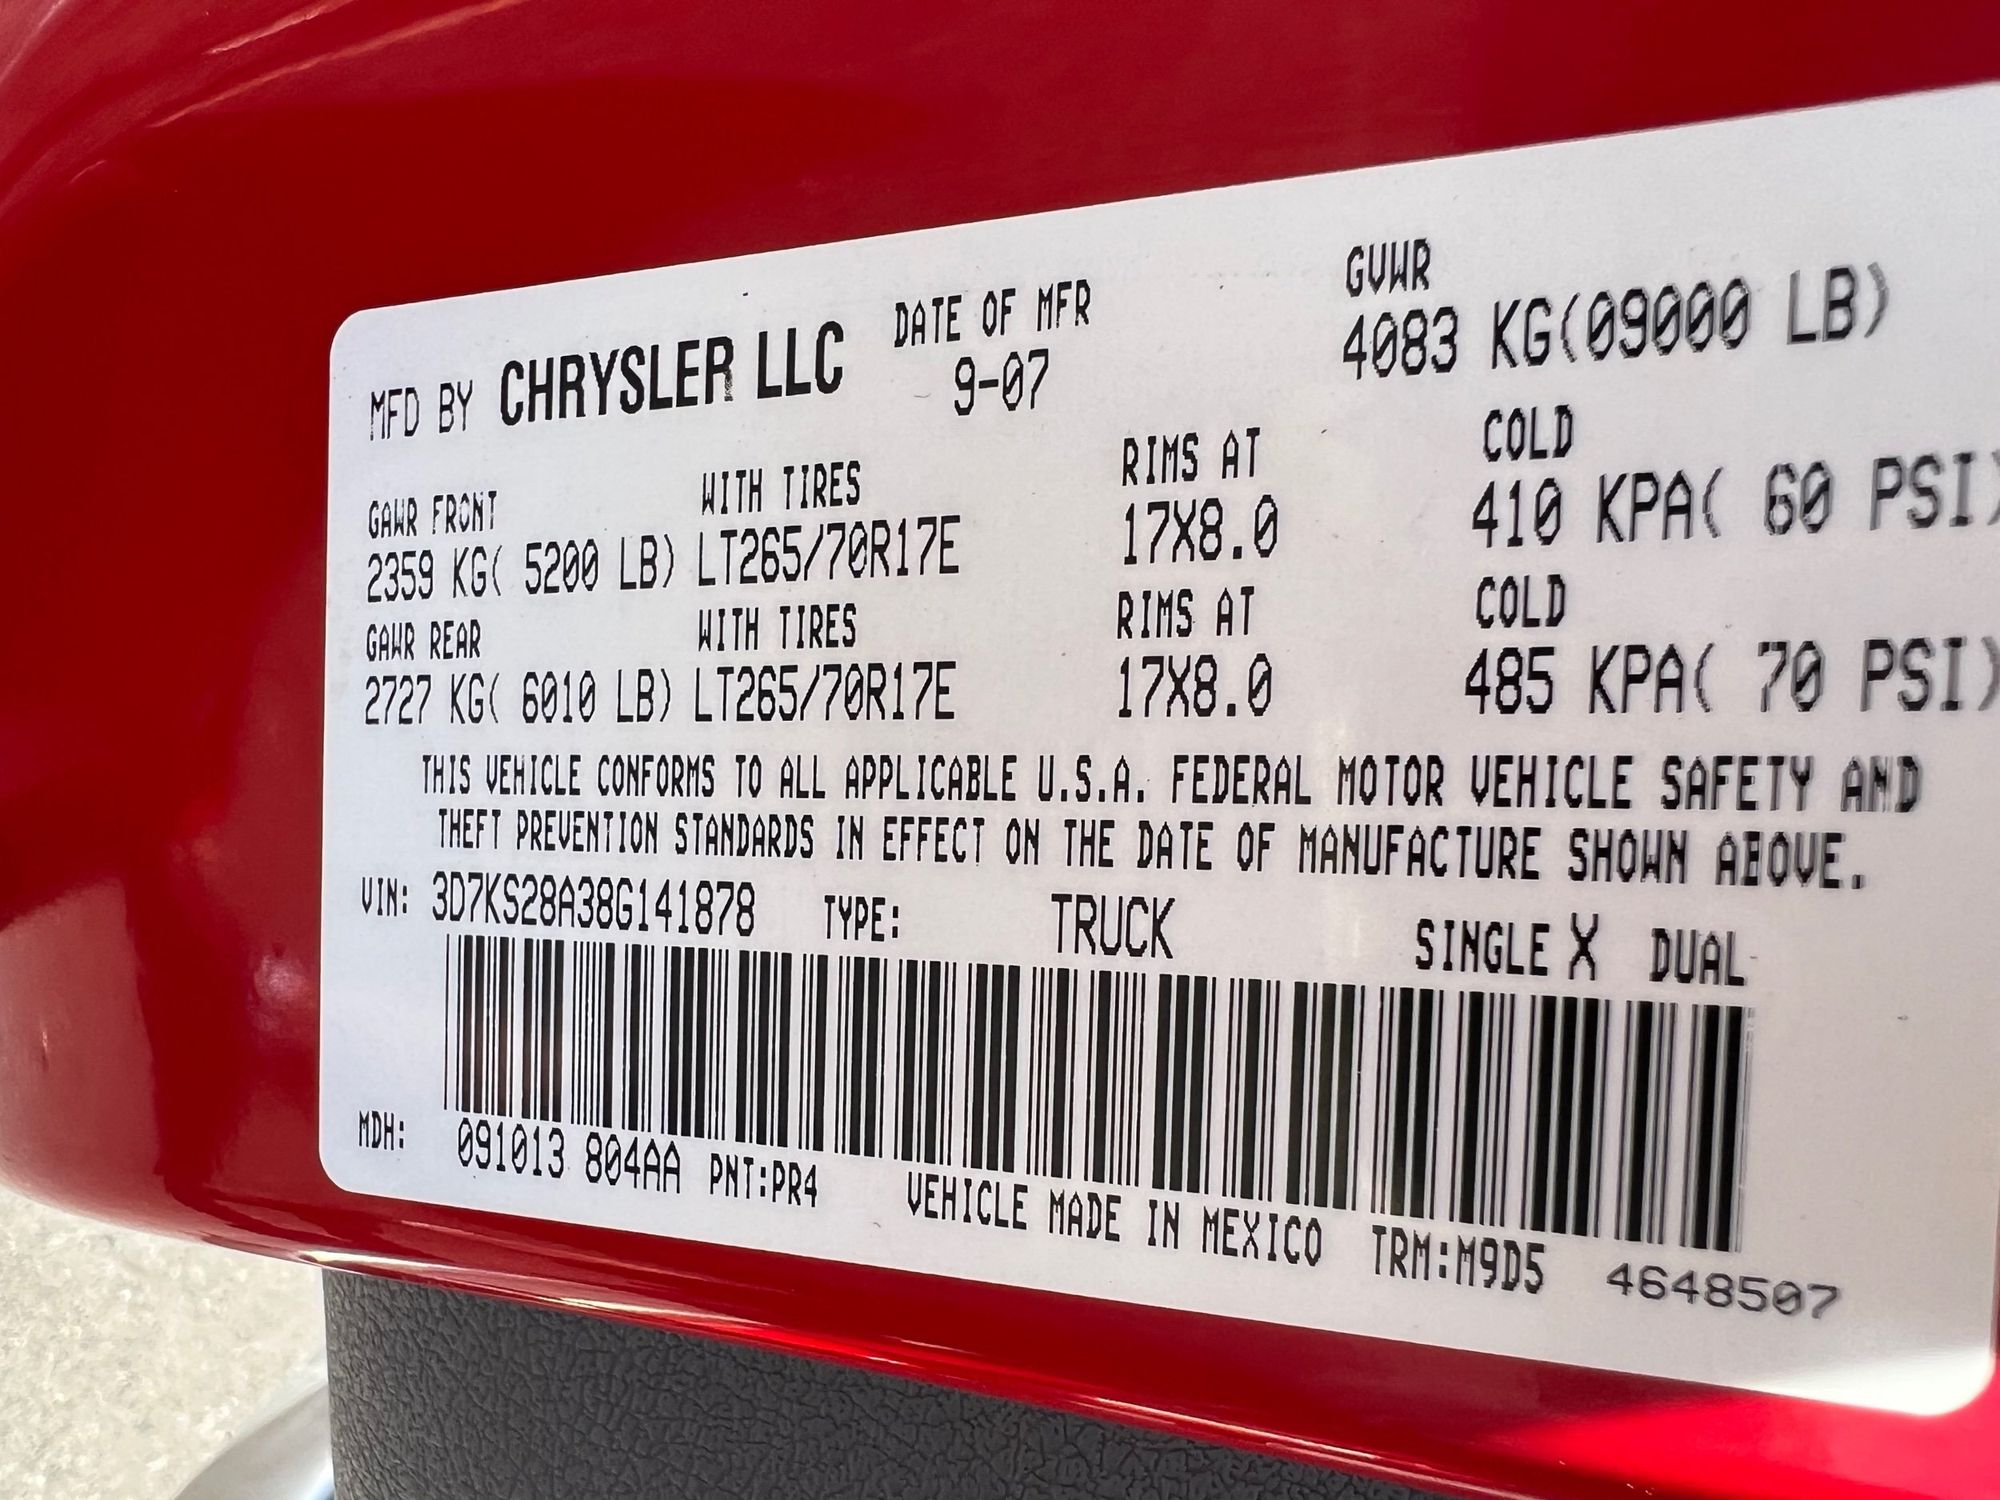 MFD BY CHRYSLER LLC DATE OF MFR GVWR
9-07 4083 KG(09000 LB)
GAWR FRONT WITH TIRES RIMS AT COLD
2359 KG( 5200 LB) LT265/70R17E 17X8.0 410 KPA( 60 PSI)
GAWR REAR WITH TIRES RIMS AT COLD
2727 KG( 6010 LB) LT265/70R17E 17X8.0 485 KPA( 70 PSI)
THIS VEHICLE CONFORMS TO ALL APPLICABLE U.S.A. FEDERAL MOTOR VEHICLE SAFETY AND
THEFT PREVENTION STANDARDS IN EFFECT ON THE DATE OF MANUFACTURE SHOWN ABOVE.
VIN: 3D7KS28A38G141878 TYPE: TRUCK SINGLE X DUAL
MDH: 091013 804AA PNT:PR4 VEHICLE MADE IN MEXICO TRM:M9D5 4648507